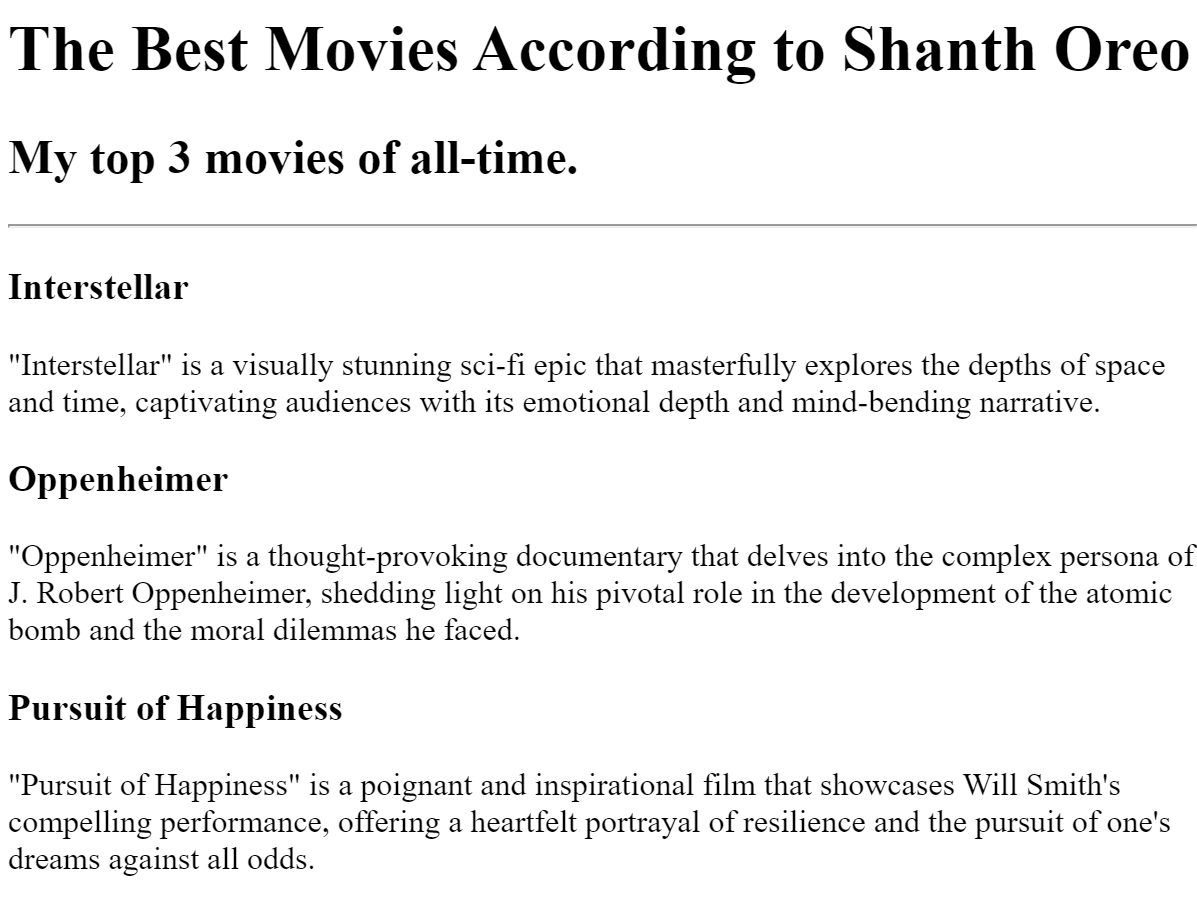 The Best Movies According to Shanth Oreo
My top 3 movies of all-time.
Interstellar
"Interstellar" is a visually stunning sci-fi epic that masterfully explores the depths of space
and time, captivating audiences with its emotional depth and mind-bending narrative.
Oppenheimer
"Oppenheimer" is a thought-provoking documentary that delves into the complex persona of
J. Robert Oppenheimer, shedding light on his pivotal role in the development of the atomic
bomb and the moral dilemmas he faced.
Pursuit of Happiness
"Pursuit of Happiness" is a poignant and inspirational film that showcases Will Smith's
compelling performance, offering a heartfelt portrayal of resilience and the pursuit of one's
dreams against all odds.